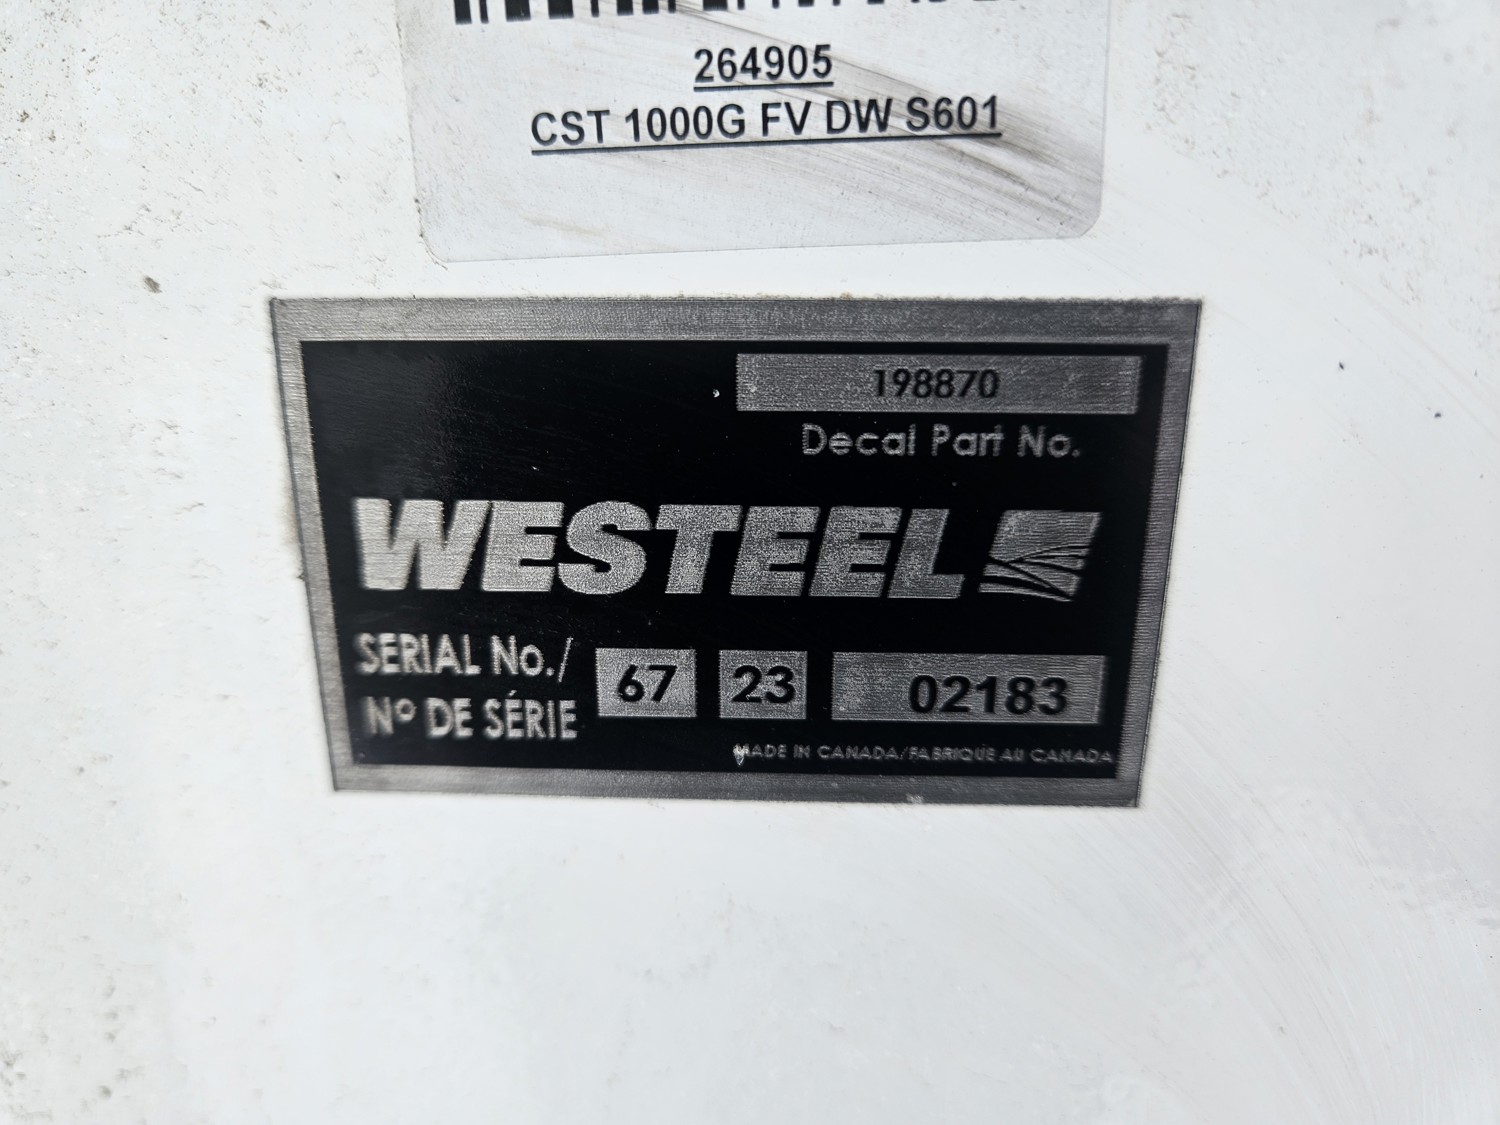 264905
CST 1000G FV DW S601
198870
Decal Part No.
WESTEEL
SERIAL No./
Nº DE SÉRIE
67 23 02183
MADE IN CANADA/FABRIQUÉ AU CANADA